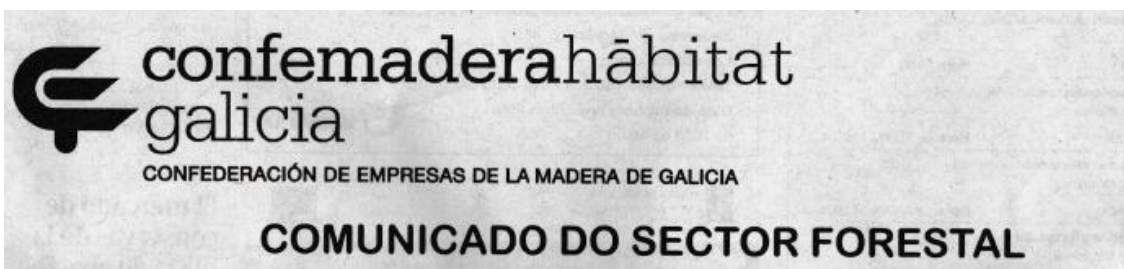 confemaderahābitat
galicia
CONFEDERACIÓN DE EMPRESAS DE LA MADERA DE GALICIA
COMUNICADO DO SECTOR FORESTAL